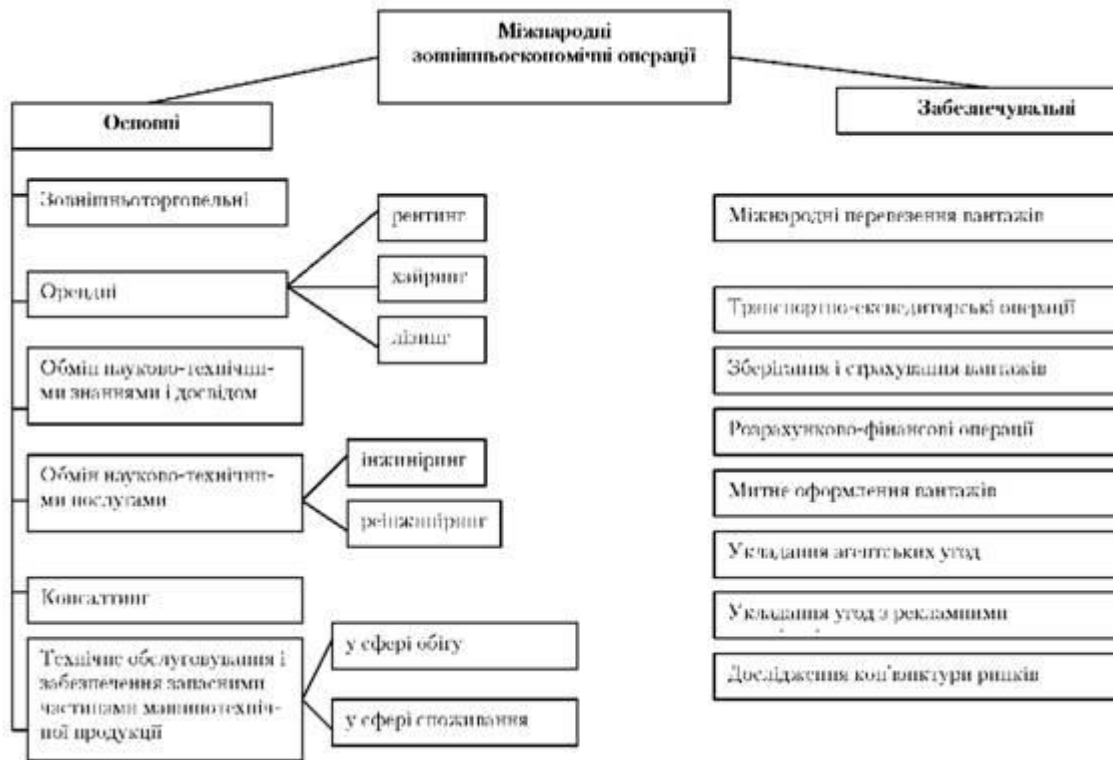 Міжнародні
зовнішньоекономічні операції
Основні
Забезпечувальні
Зовнішньоторговельні
Орендні
рентинг
хайринг
лізинг
Обмін науково-технічни-
ми знаннями і досвідом
Обмін науково-технічни-
ми послугами
інжиніринг
реінжиніринг
Консалтинг
Технічне обслуговування і
забезпечення запасними
частинами машинотехніч-
ної продукції
у сфері обігу
у сфері споживання
Міжнародні перевезення вантажів
Транспортно-експедиторські операції
Зберігання і страхування вантажів
Розрахунково-фінансові операції
Митне оформлення вантажів
Укладання агентських угод
Укладання угод з рекламними
Дослідження кон'юнктури ринків